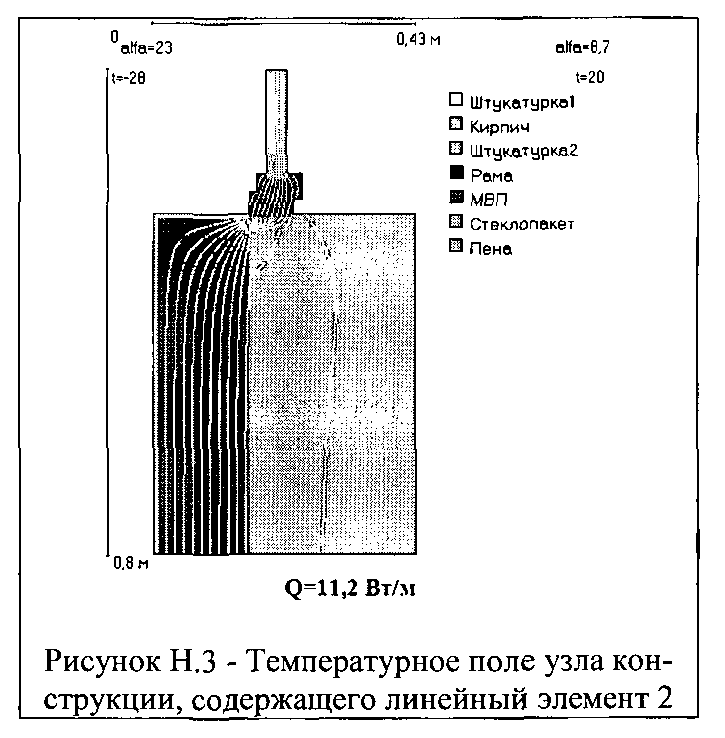 0
0,43 м
alfa=23
alfa=8,7
t=-28
t=20
Штукатурка1
Кирпич
Штукатурка2
Рама
МВП
Стеклопакет
Пена
0,8 м
Q=11,2 Вт/м
Рисунок Н.3 - Температурное поле узла кон-
струкции, содержащего линейный элемент 2